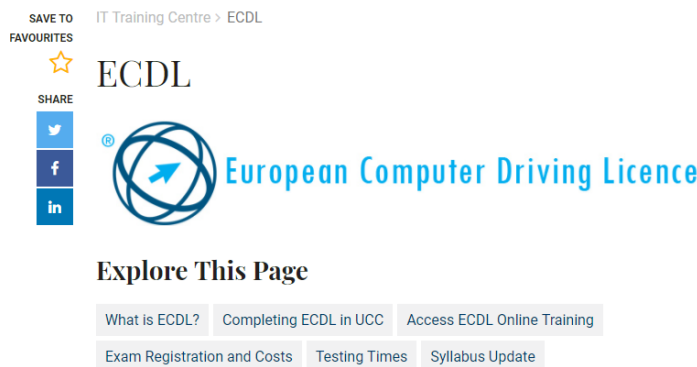 SAVE TO
FAVOURITES
SHARE
IT Training Centre > ECDL
ECDL
® European Computer Driving Licence
Explore This Page
What is ECDL? Completing ECDL in UCC Access ECDL Online Training
Exam Registration and Costs Testing Times Syllabus Update